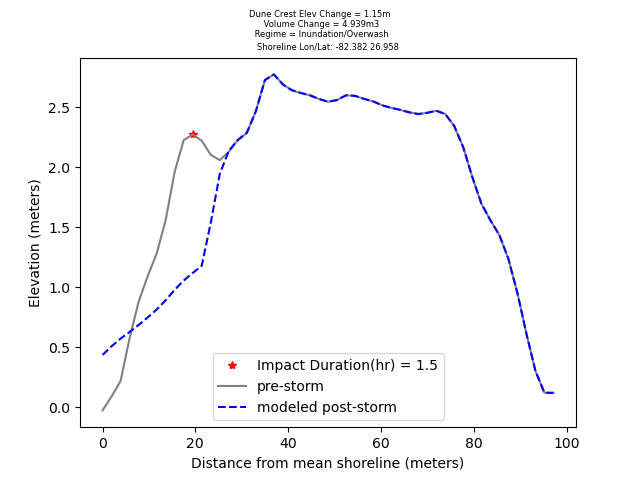 Dune Crest Elev Change = 1.15m
Volume Change = 4.939m3
Regime = Inundation/Overwash
Shoreline Lon/Lat: -82.382 26.958
Elevation (meters)
2.5
2.0
1.5
1.0
0.5
0.0
Impact Duration(hr) = 1.5
pre-storm
modeled post-storm
0 20 40 60 80 100
Distance from mean shoreline (meters)